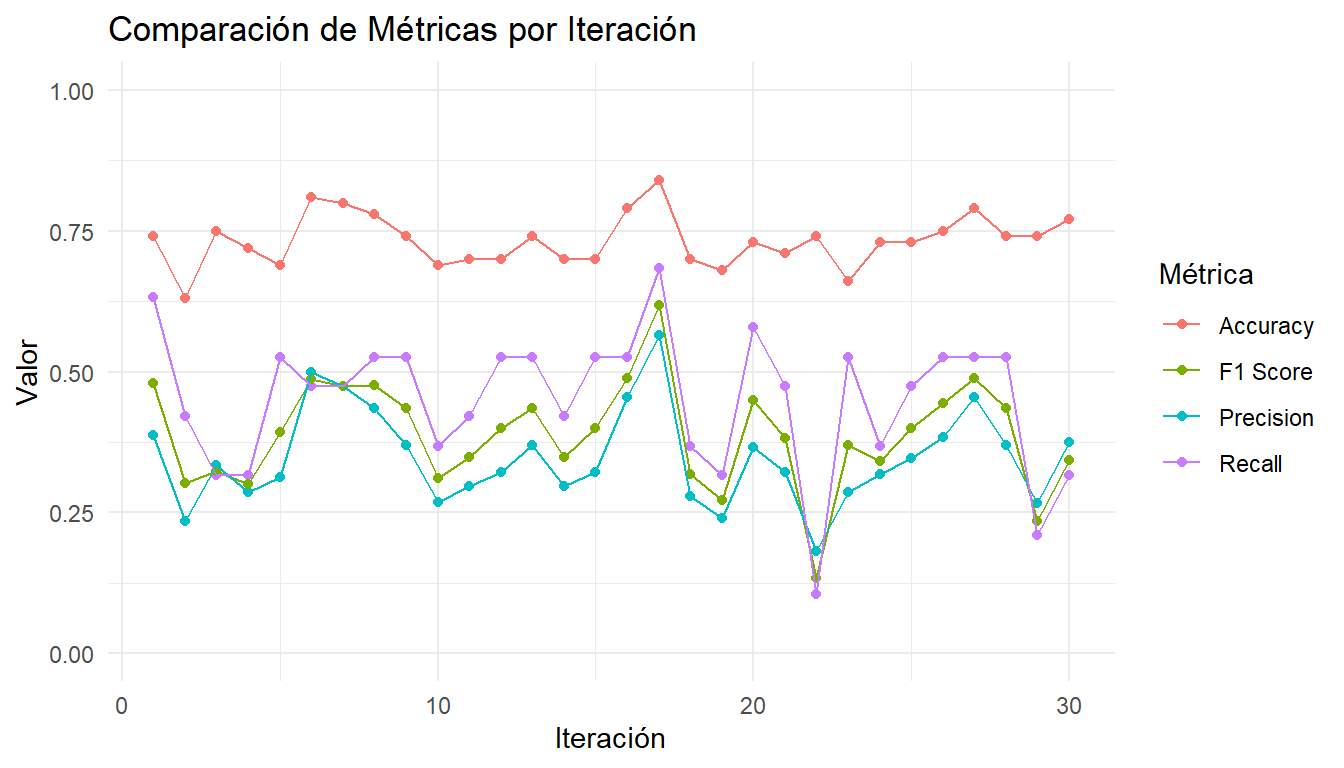 Comparación de Métricas por Iteración
1.00
0.75
0.50
0.25
0.00
Valor
0
10
20
30
Iteración
Métrica
Accuracy
F1 Score
Precision
Recall